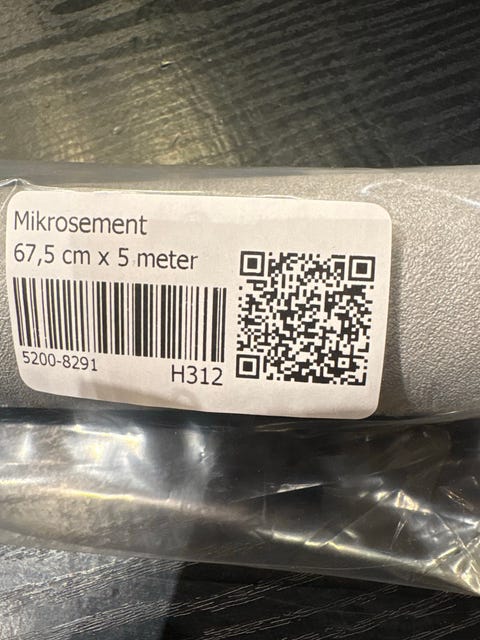 Mikrosement
67,5 cm x 5 meter
5200-8291
H312